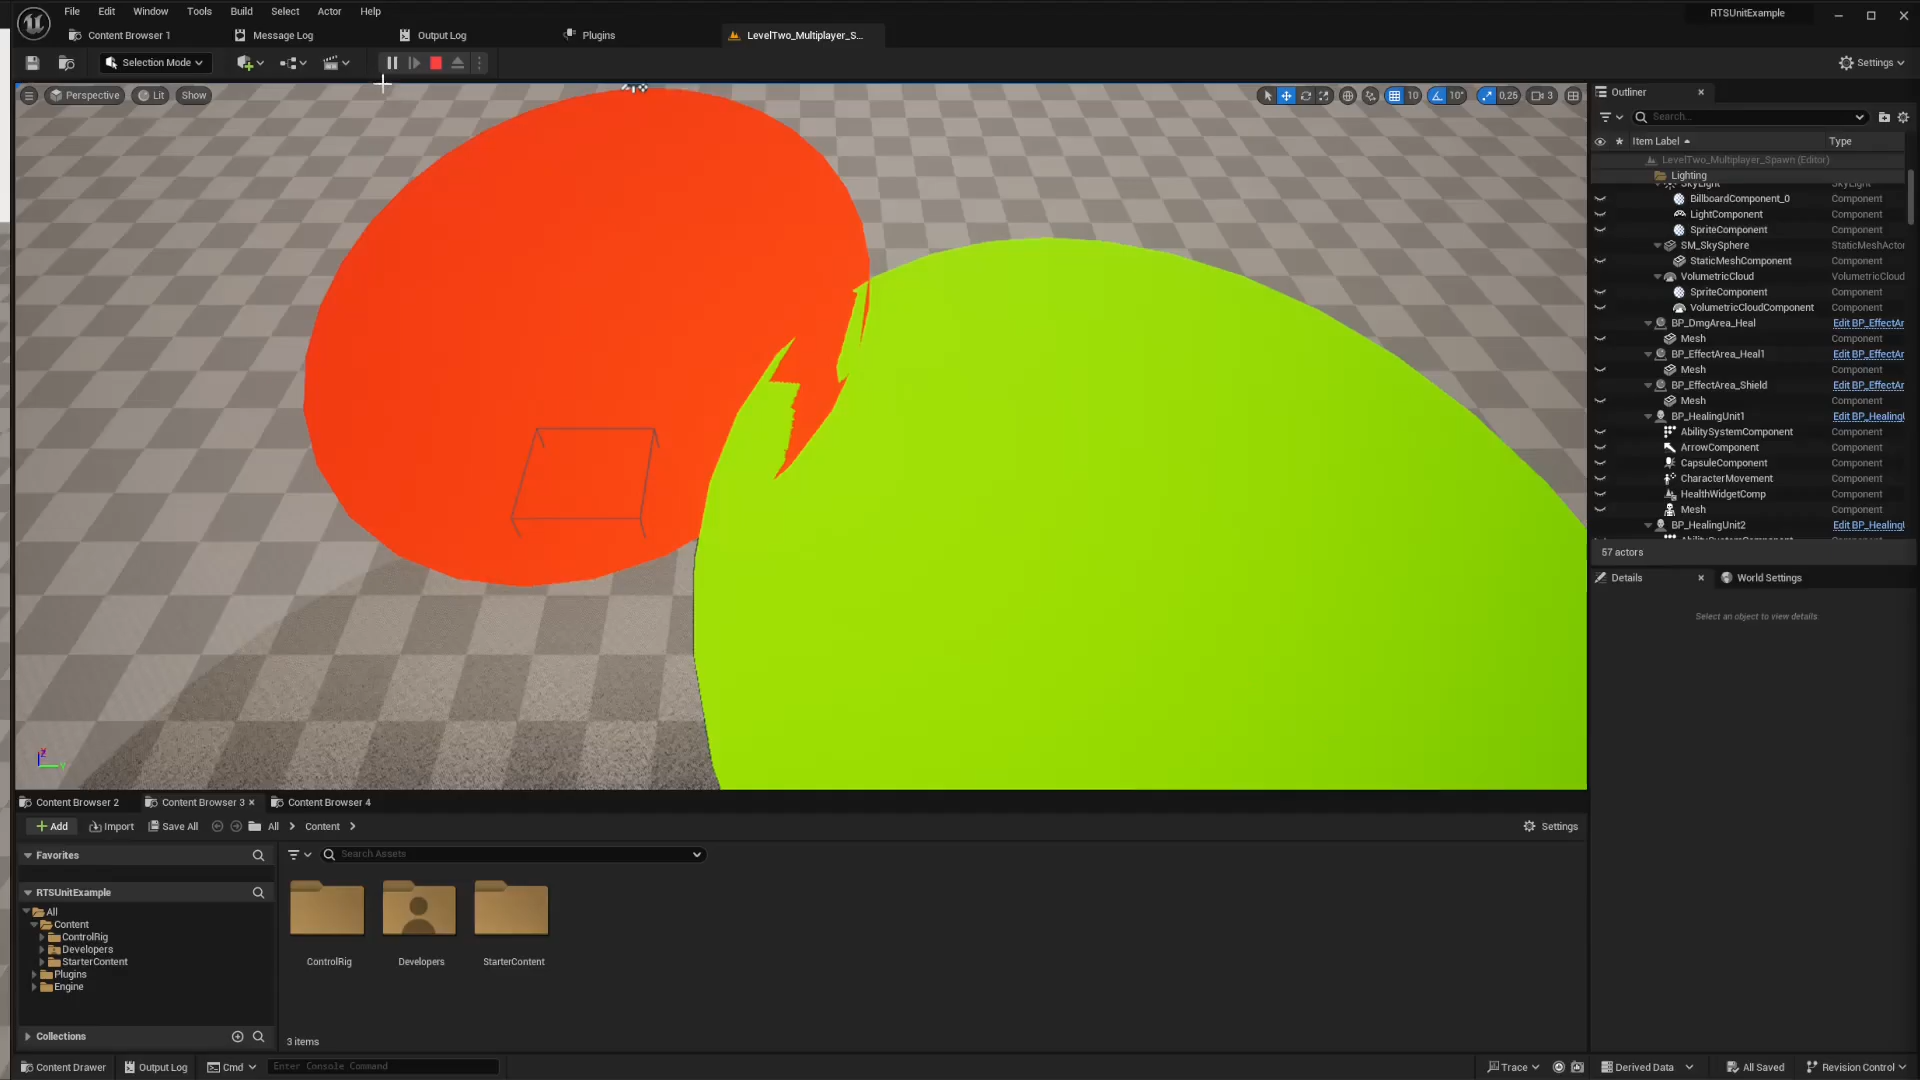 File Edit Window Tools Build Select Actor Help
RTSUnitExample
Content Browser 1
Message Log
Output Log
Plugins
LevelTwo_Multiplayer_S...
Selection Mode
Settings
Perspective
Lit
Show
10
10°
0,25
3
Outliner
Search...
Item Label
Type
LevelTwo_Multiplayer_Spawn (Editor)
Lighting
SkyLight SkyLight
BillboardComponent_0 Component
LightComponent Component
SpriteComponent Component
SM_SkySphere StaticMeshActor
StaticMeshComponent Component
VolumetricCloud VolumetricCloud
SpriteComponent Component
VolumetricCloudComponent Component
BP_DmgArea_Heal Edit BP_EffectAr
Mesh Component
BP_EffectArea_Heal1 Edit BP_EffectAr
Mesh Component
BP_EffectArea_Shield Edit BP_EffectAr
Mesh Component
BP_HealingUnit1 Edit BP_Healing
AbilitySystemComponent Component
ArrowComponent Component
CapsuleComponent Component
CharacterMovement Component
HealthWidgetComp Component
Mesh Component
BP_HealingUnit2 Edit BP_Healing
AbilitySystemComponent Component
57 actors
Details
World Settings
Select an object to view details
Z
Y
Content Browser 2
Content Browser 3
Content Browser 4
Add
Import
Save All
All
Content
Settings
Favorites
Search Assets
RTSUnitExample
All
Content
ControlRig
Developers
StarterContent
Plugins
Engine
ControlRig
Developers
StarterContent
Collections
3 items
Content Drawer
Output Log
Cmd
Enter Console Command
Trace
Derived Data
All Saved
Revision Control